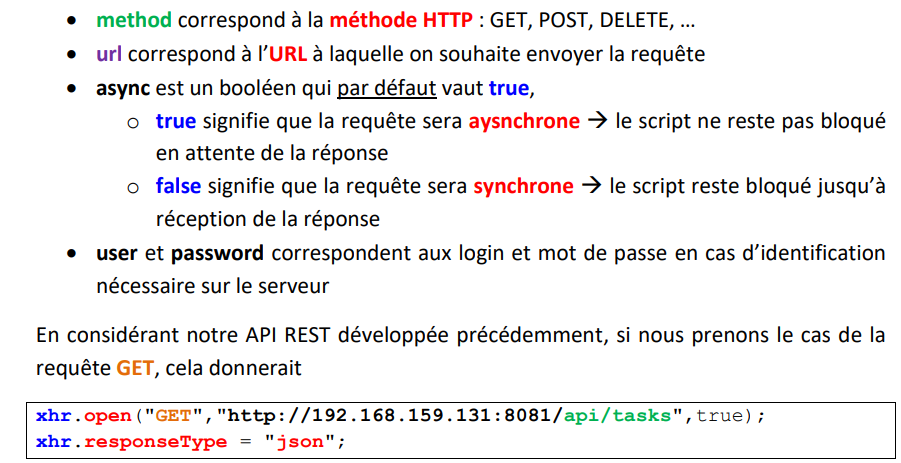 • method correspond à la méthode HTTP : GET, POST, DELETE, ...
• url correspond à l’URL à laquelle on souhaite envoyer la requête
• async est un booléen qui par défaut vaut true,
o true signifie que la requête sera aysnchrone → le script ne reste pas bloqué
en attente de la réponse
o false signifie que la requête sera synchrone → le script reste bloqué jusqu’à
réception de la réponse
• user et password correspondent aux login et mot de passe en cas d’identification
nécessaire sur le serveur
En considérant notre API REST développée précédemment, si nous prenons le cas de la
requête GET, cela donnerait
xhr.open("GET","http://192.168.159.131:8081/api/tasks",true);
xhr.responseType = "json";